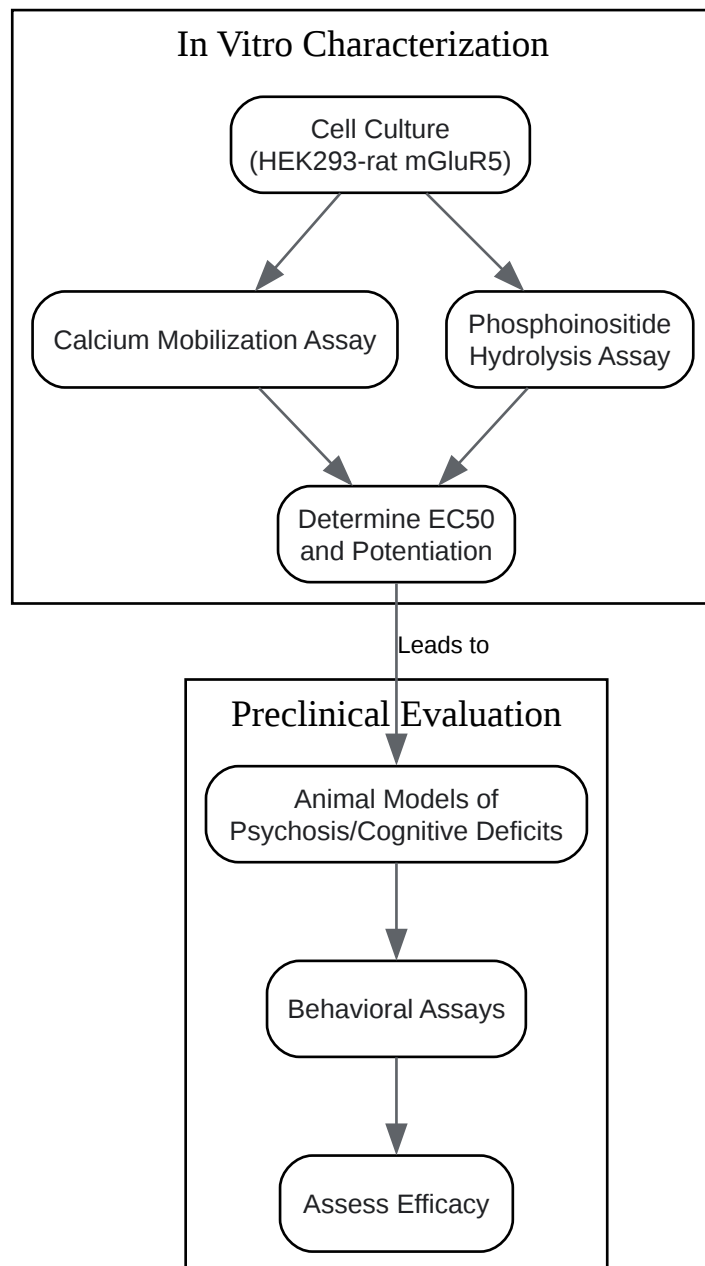 In Vitro Characterization
Cell Culture
(HEK293-rat mGluR5)
Calcium Mobilization Assay
Phosphoinositide
Hydrolysis Assay
Determine EC50
and Potentiation
Leads to
Preclinical Evaluation
Animal Models of
Psychosis/Cognitive Deficits
Behavioral Assays
Assess Efficacy